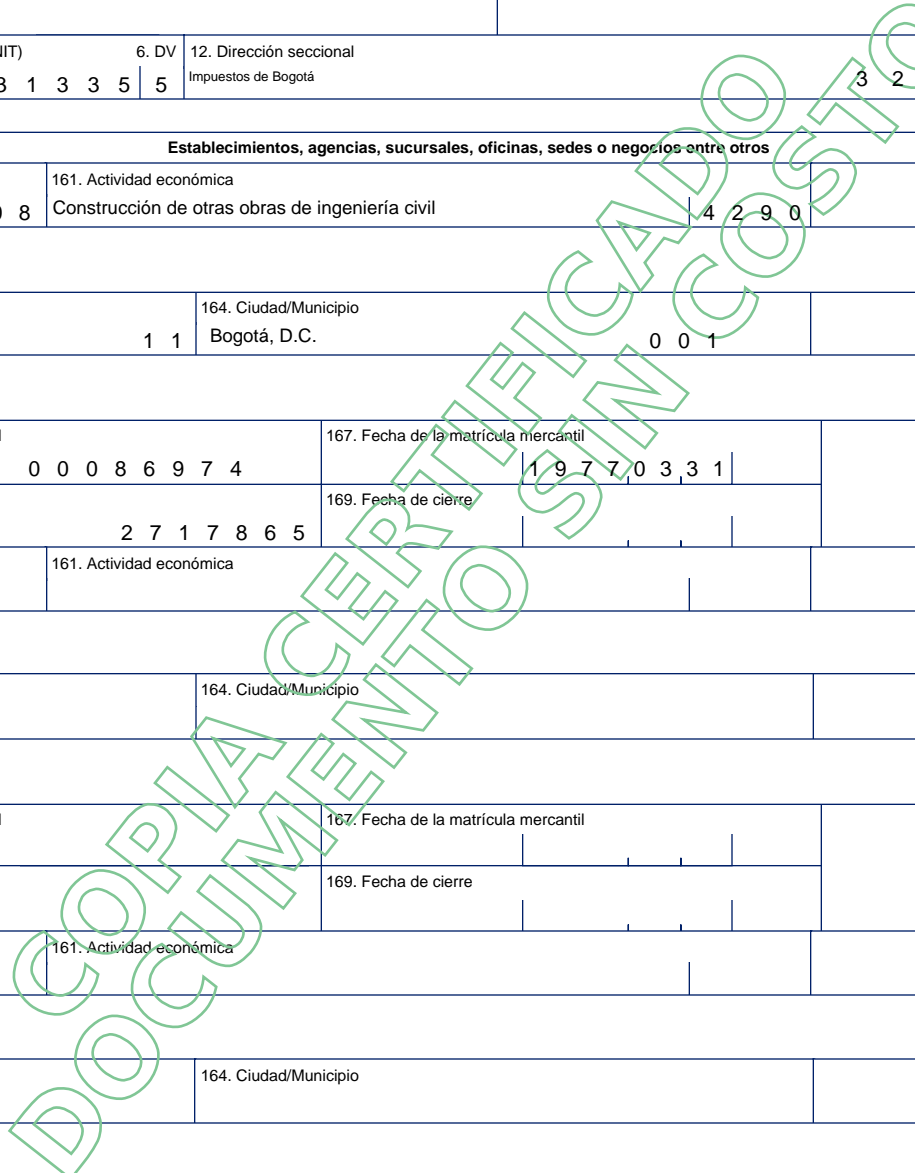 NIT) 6. DV 12. Dirección seccional
3 1 3 3 5 5 Impuestos de Bogotá 3 2
Establecimientos, agencias, sucursales, oficinas, sedes o negocios entre otros
161. Actividad económica
8 Construcción de otras obras de ingeniería civil 4 2 9 0
164. Ciudad/Municipio
1 1 Bogotá, D.C. 0 0 1
167. Fecha de la matrícula mercantil
0 0 0 8 6 9 7 4 1 9 7 7 0 3 3 1
169. Fecha de cierre
2 7 1 7 8 6 5
161. Actividad económica
164. Ciudad/Municipio
167. Fecha de la matrícula mercantil
169. Fecha de cierre
161. Actividad económica
164. Ciudad/Municipio
COPIA CERTIFICADO
DOCUMENTO SIN COSTO